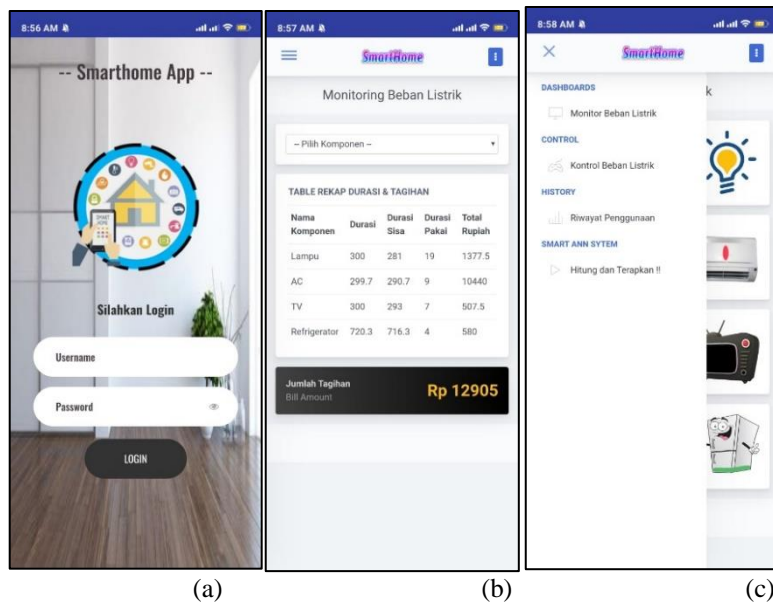 8:56 AM
-- Smarthome App --
SMART HOME
Silahkan Login
Username
Password
LOGIN
(a)
8:57 AM
SmartHome
Monitoring Beban Listrik
-- Pilih Komponen --
TABLE REKAP DURASI & TAGIHAN
Nama Komponen Durasi Durasi Sisa Durasi Pakai Total Rupiah
Lampu 300 281 19 1377.5
AC 299.7 290.7 9 10440
TV 300 293 7 507.5
Refrigerator 720.3 716.3 4 580
Jumlah Tagihan
Bill Amount
Rp 12905
(b)
8:58 AM
SmartHome
k
DASHBOARDS
Monitor Beban Listrik
CONTROL
Kontrol Beban Listrik
HISTORY
Riwayat Penggunaan
SMART ANN SYTEM
Hitung dan Terapkan !!
(c)